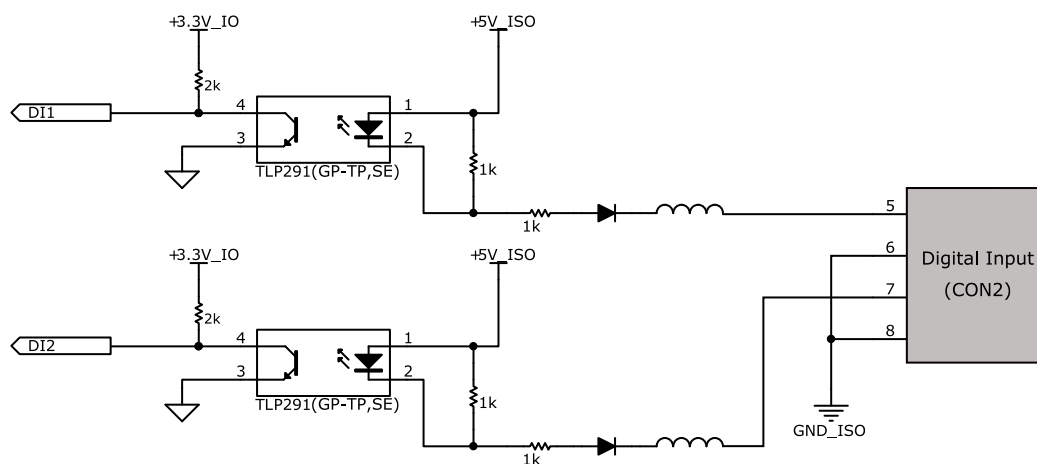 +3.3V_IO
+5V_ISO
2k
DI1
4
1
3
2
1k
TLP291(GP-TP,SE)
1k
5
6
7
8
Digital Input
(CON2)
+3.3V_IO
+5V_ISO
2k
DI2
4
1
3
2
1k
TLP291(GP-TP,SE)
1k
GND_ISO